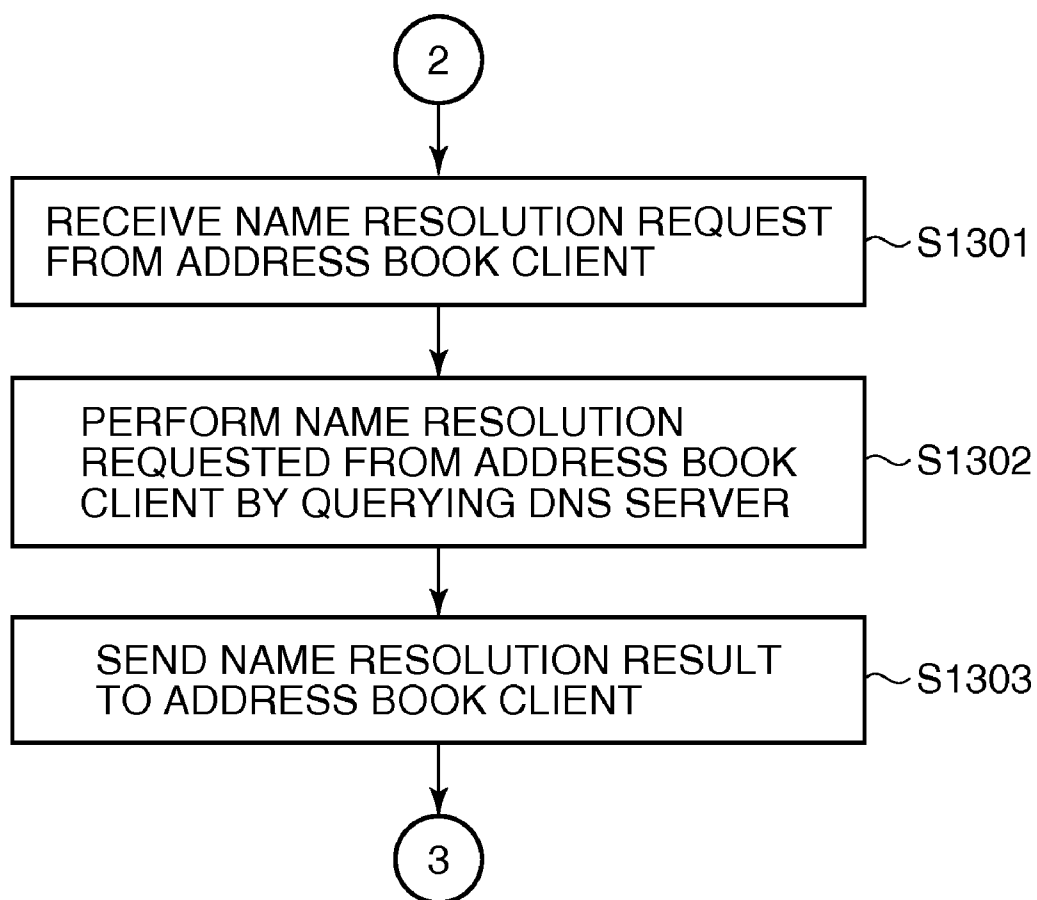 2
RECEIVE NAME RESOLUTION REQUEST
FROM ADDRESS BOOK CLIENT
S1301
PERFORM NAME RESOLUTION
REQUESTED FROM ADDRESS BOOK
CLIENT BY QUERYING DNS SERVER
S1302
SEND NAME RESOLUTION RESULT
TO ADDRESS BOOK CLIENT
S1303
3